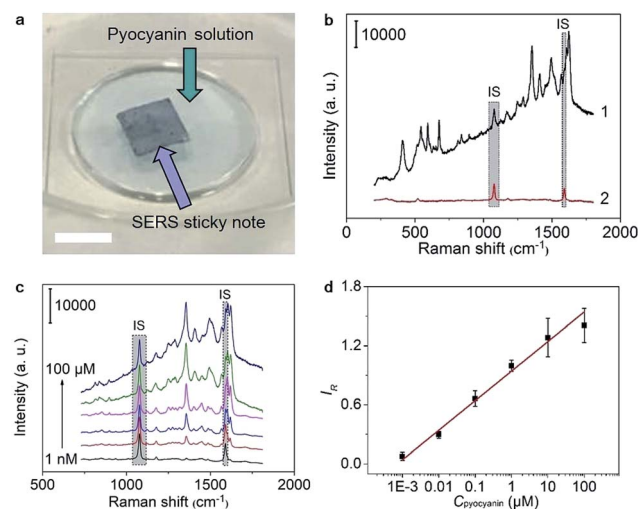 a
Pyocyanin solution
SERS sticky note
b
10000
IS
IS
1
2
Intensity (a. u.)
0
500
1000
1500
2000
Raman shift (cm⁻¹)
c
10000
IS
IS
100 µM
1 nM
Intensity (a. u.)
500
1000
1500
2000
Raman shift (cm⁻¹)
d
1.8
1.2
0.6
0.0
I_R
1E-3
0.01
0.1
1
10
100
Cpyocyanin (µM)